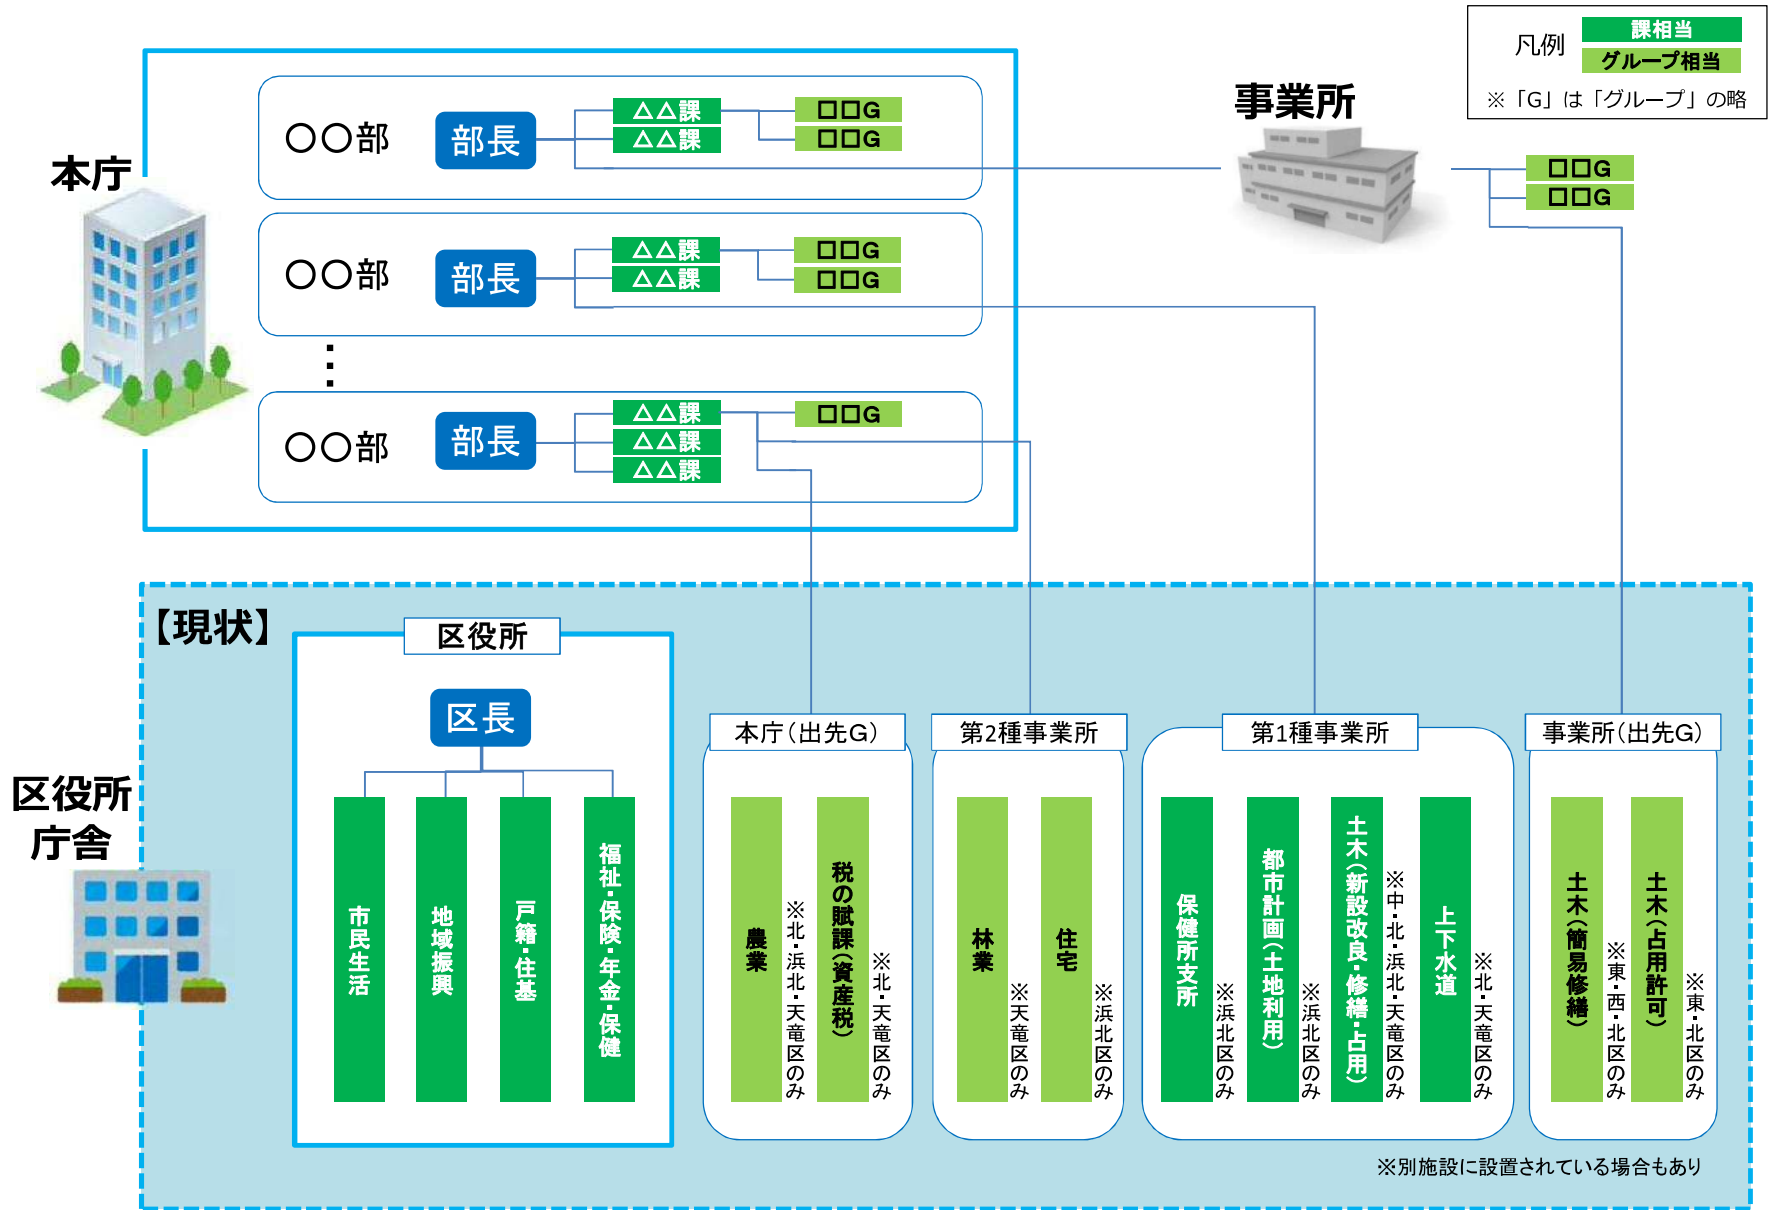 凡例
課相当
グループ相当
※「G」は「グループ」の略
本庁
〇〇部
部長
△△課
△△課
□□G
□□G
事業所
□□G
□□G
〇〇部
部長
△△課
△△課
□□G
□□G
⋮
〇〇部
部長
△△課
△△課
△△課
□□G
【現状】
区役所
庁舎
区役所
区長
市民生活
地域振興
戸籍・住基
福祉・保険・年金・保健
本庁(出先G)
農業
※北・浜北・天竜区のみ
税の賦課(資産税)
※北・天竜区のみ
第2種事業所
林業
※天竜区のみ
住宅
※浜北区のみ
第1種事業所
保健所支所
※浜北区のみ
都市計画(土地利用)
※浜北区のみ
土木(新設改良・修繕・占用)
※中・北・浜北・天竜区のみ
上下水道
※北・天竜区のみ
事業所(出先G)
土木(簡易修繕)
※東・西・北区のみ
土木(占用許可)
※東・北区のみ
※別施設に設置されている場合もあり